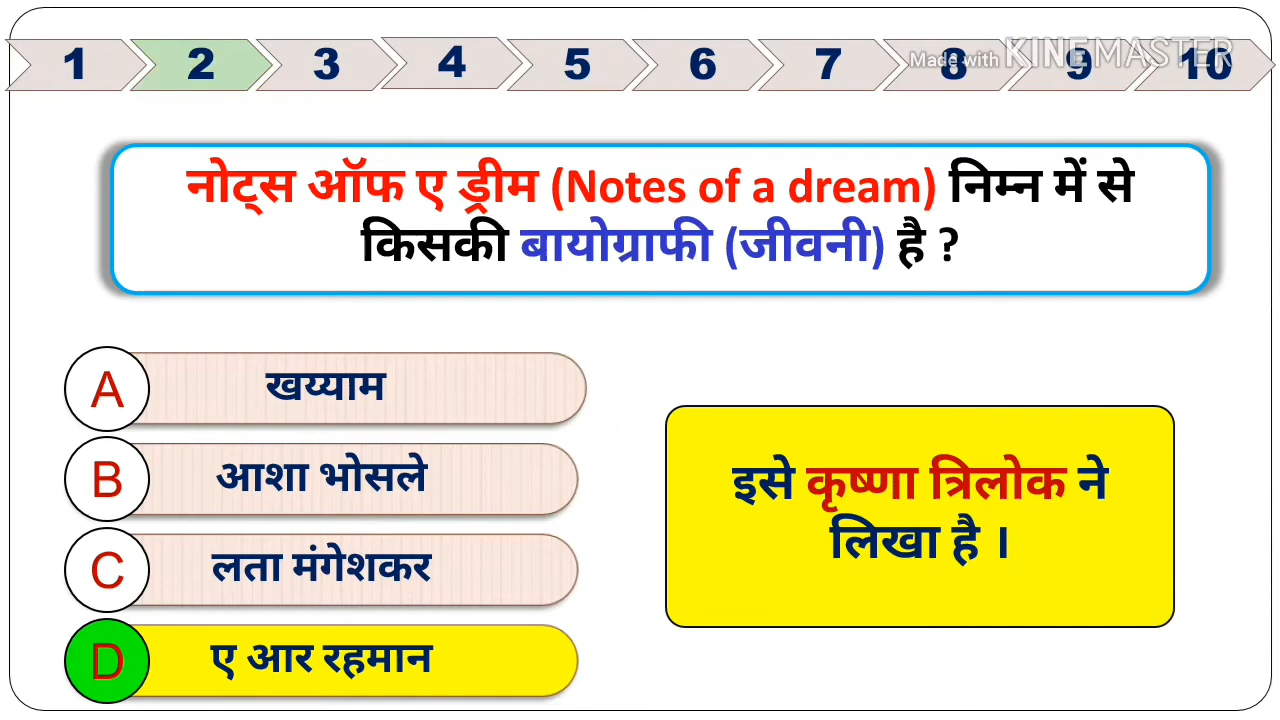 1 2 3 4 5 6 7 8 9 10
Made with KINEMASTER
नोट्स ऑफ ए ड्रीम (Notes of a dream) निम्न में से
किसकी बायोग्राफी (जीवनी) है ?
A खय्याम
B आशा भोसले
C लता मंगेशकर
D ए आर रहमान
इसे कृष्णा त्रिलोक ने
लिखा है ।